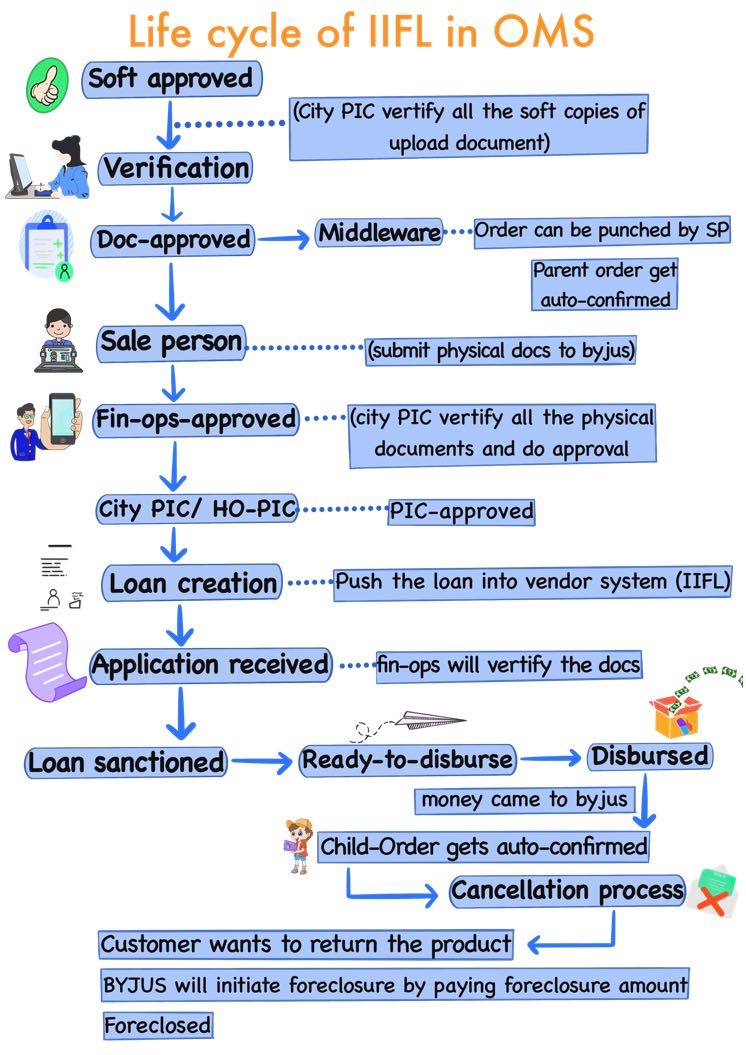 Life cycle of IIFL in OMS
Soft approved
(City PIC vertify all the soft copies of
upload document)
Verification
Doc-approved
Middleware
Order can be punched by SP
Parent order get
auto-confirmed
Sale person
(submit physical docs to byjus)
Fin-ops-approved
(city PIC vertify all the physical
documents and do approval
City PIC/ HO-PIC
PIC-approved
Loan creation
Push the loan into vendor system (IIFL)
Application received
fin-ops will vertify the docs
Loan sanctioned
Ready-to-disburse
Disbursed
money came to byjus
Child-Order gets auto-confirmed
Cancellation process
Customer wants to return the product
BYJUS will initiate foreclosure by paying foreclosure amount
Foreclosed